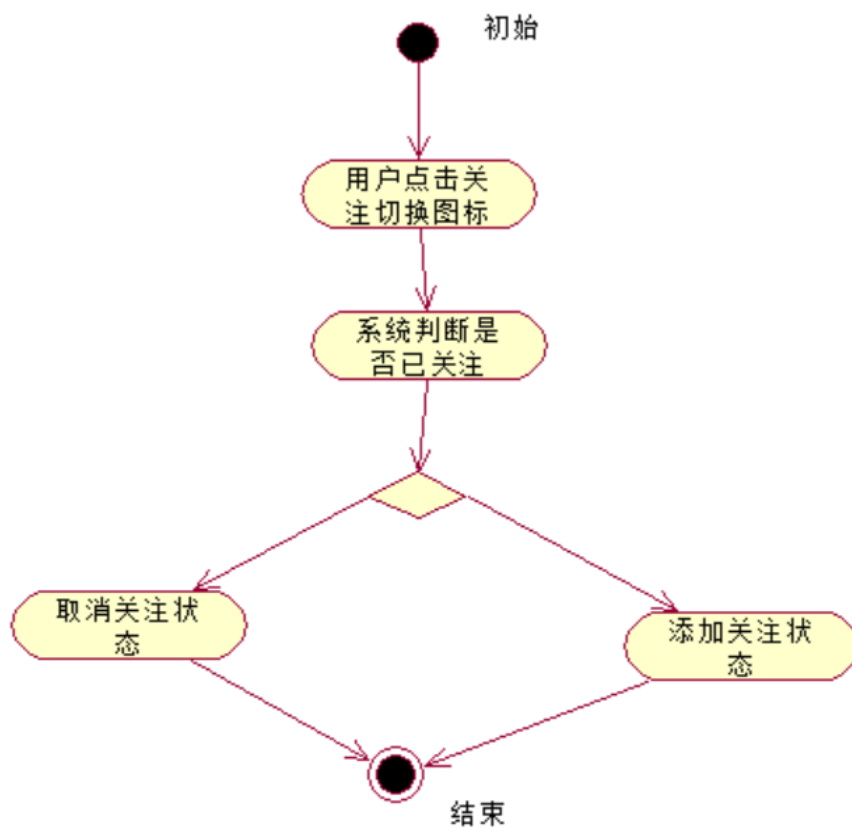 初始
用户点击关
注切换图标
系统判断是
否已关注
取消关注状
态
添加关注状
态
结束